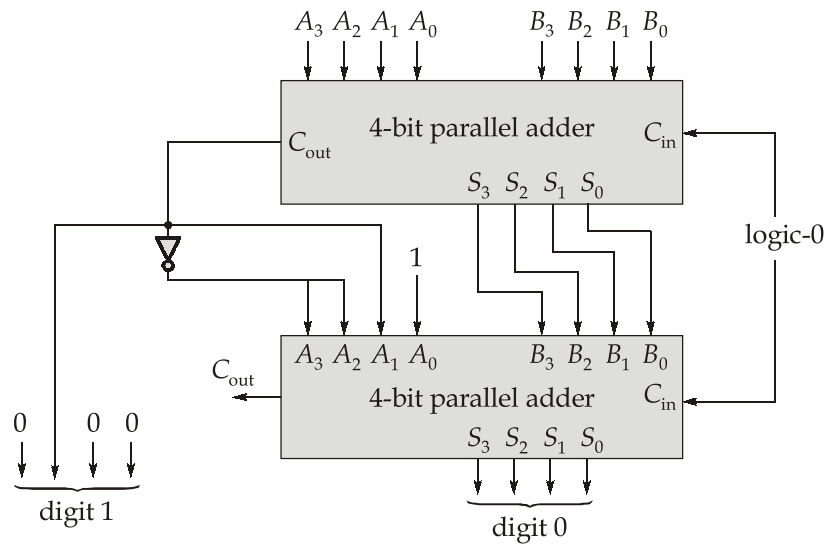 A3 A2 A1 A0 B3 B2 B1 B0
4-bit parallel adder
Cout
Cin
S3 S2 S1 S0
logic-0
1
A3 A2 A1 A0 B3 B2 B1 B0
Cout
4-bit parallel adder
Cin
S3 S2 S1 S0
0 0 0
digit 1
digit 0